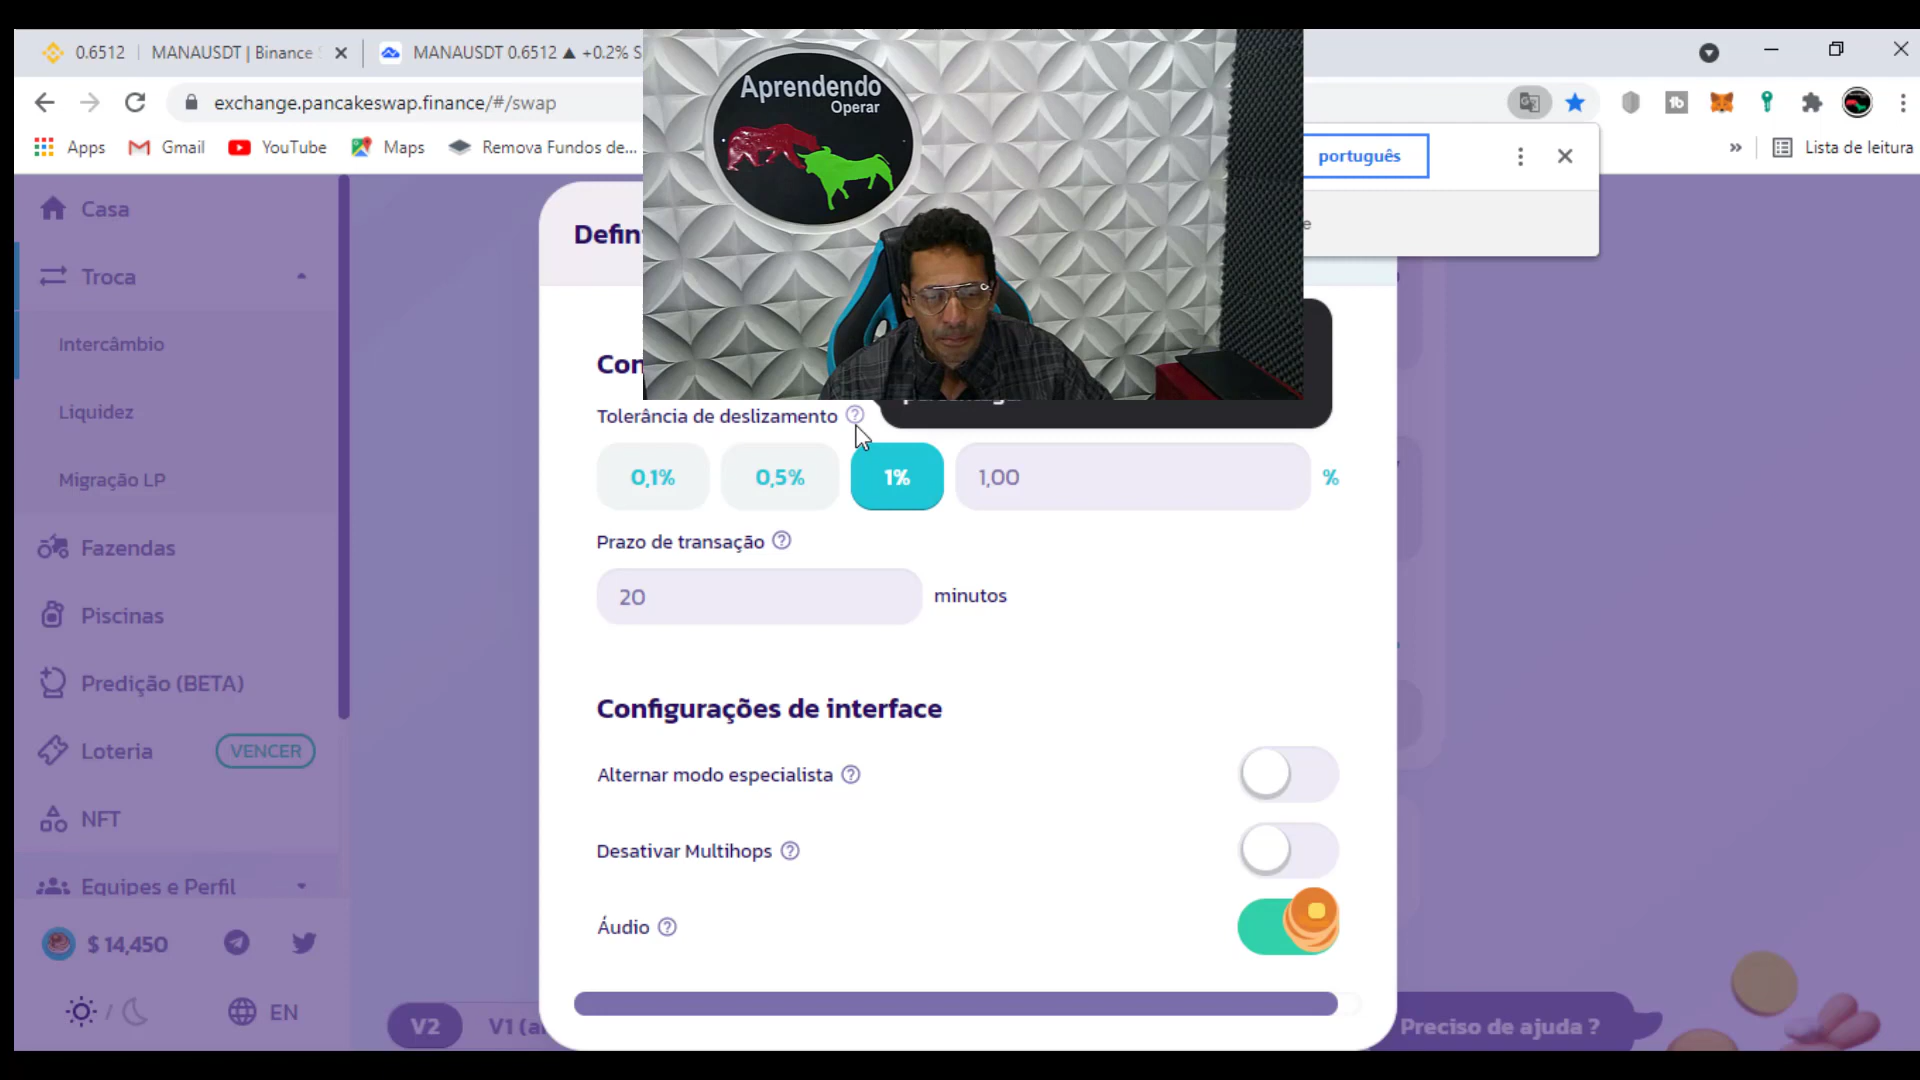 0.6512 | MANAUSDT | Binance S
MANAUSDT 0.6512 ▲ +0.2% S
exchange.pancakeswap.finance/#/swap
Apps
Gmail
YouTube
Maps
Remova Fundos de...
»
Lista de leitura
português
e
Aprendendo
Operar
Casa
Troca
Intercâmbio
Liquidez
Migração LP
Fazendas
Piscinas
Predição (BETA)
Loteria
VENCER
NFT
Equipes e Perfil
$ 14,450
/
EN
Tolerância de deslizamento
0,1%
0,5%
1%
1,00
%
Prazo de transação
20
minutos
Configurações de interface
Alternar modo especialista
Desativar Multihops
Áudio
V2
V1 (a
Preciso de ajuda ?